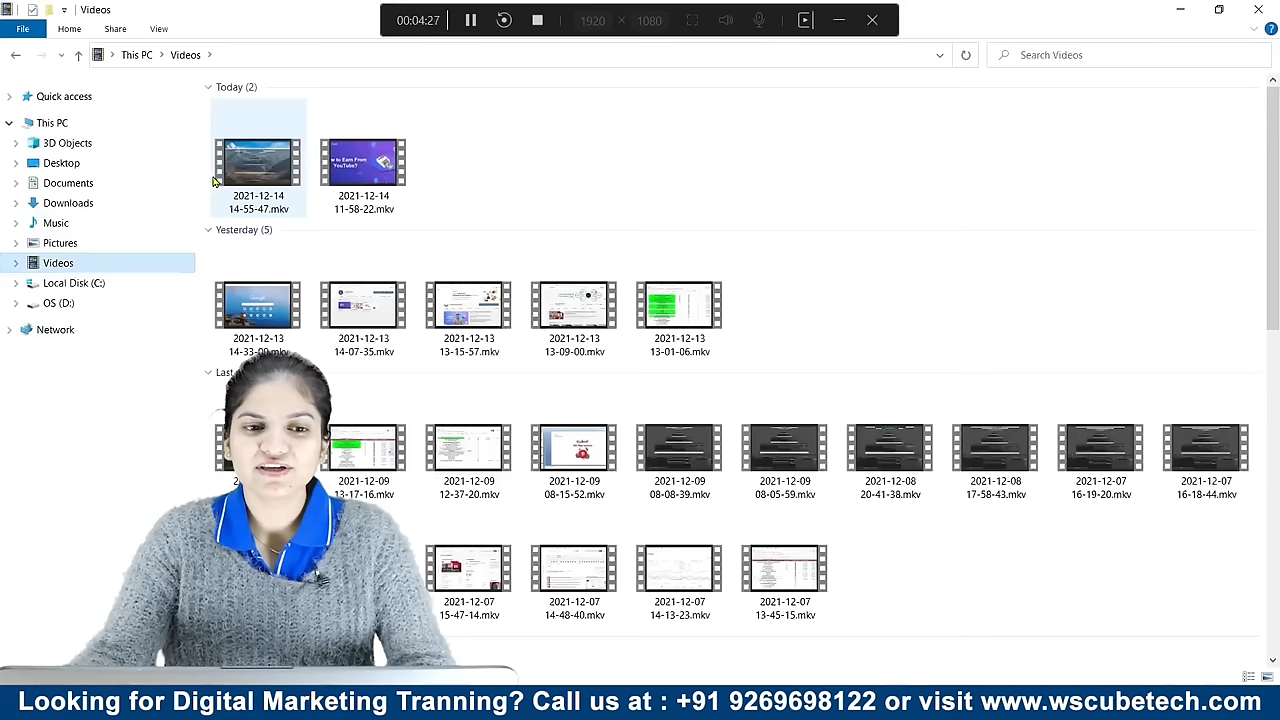 Videos
00:04:27
1920 × 1080
File Home Share View
This PC Videos
Search Videos
Quick access
This PC
3D Objects
Desktop
Documents
Downloads
Music
Pictures
Videos
Local Disk (C:)
OS (D:)
Network
Today (2)
w to Earn From
YouTube?
2021-12-14 2021-12-14
14-55-47.mkv 11-58-22.mkv
Yesterday (5)
2021-12-13 2021-12-13 2021-12-13 2021-12-13 2021-12-13
14-33-00.mkv 14-07-35.mkv 13-15-57.mkv 13-09-00.mkv 13-01-06.mkv
Las
2021-12-09 2021-12-09 2021-12-09 2021-12-09 2021-12-09 2021-12-08 2021-12-08 2021-12-07 2021-12-07
13-17-16.mkv 12-37-20.mkv 08-15-52.mkv 08-08-39.mkv 08-05-59.mkv 20-41-38.mkv 17-58-43.mkv 16-19-20.mkv 16-18-44.mkv
2021-12-07 2021-12-07 2021-12-07 2021-12-07
15-47-14.mkv 14-48-40.mkv 14-13-23.mkv 13-45-15.mkv
Looking for Digital Marketing Tranning? Call us at : +91 9269698122 or visit www.wscubetech.com